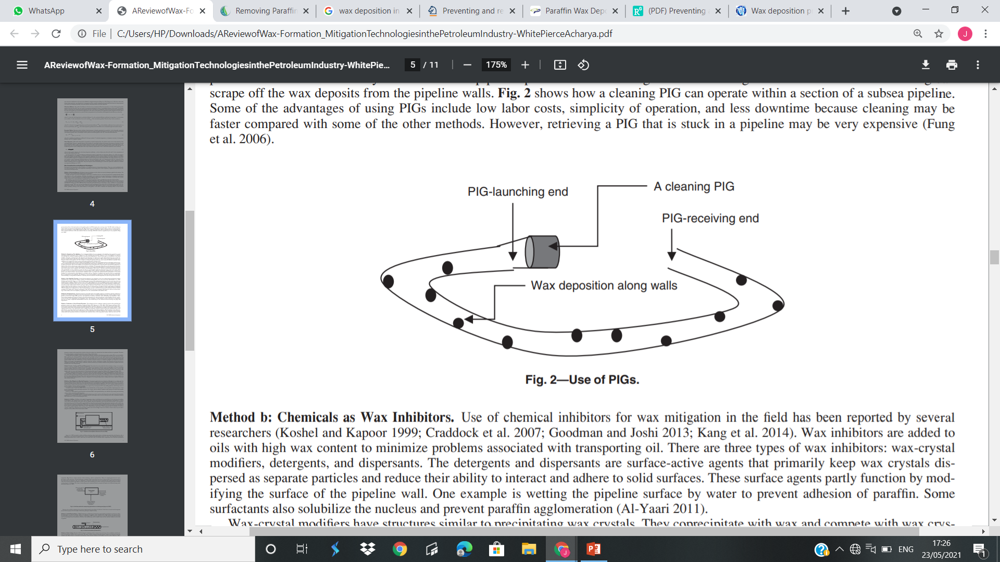 WhatsApp
AReviewofWax-Fo
Removing Paraffin
wax deposition in
Preventing and re
Paraffin Wax Depo
(PDF) Preventing
Wax deposition p
File | C:/Users/HP/Downloads/AReviewofWax-Formation_MitigationTechnologiesinthePetroleumIndustry-WhitePierceAcharya.pdf
J
AReviewofWax-Formation_MitigationTechnologiesinthePetroleumIndustry-WhitePie...
5 / 11
175%
4
5
6
scrape off the wax deposits from the pipeline walls. Fig. 2 shows how a cleaning PIG can operate within a section of a subsea pipeline.
Some of the advantages of using PIGs include low labor costs, simplicity of operation, and less downtime because cleaning may be
faster compared with some of the other methods. However, retrieving a PIG that is stuck in a pipeline may be very expensive (Fung
et al. 2006).
PIG-launching end
A cleaning PIG
PIG-receiving end
Wax deposition along walls
Fig. 2—Use of PIGs.
Method b: Chemicals as Wax Inhibitors. Use of chemical inhibitors for wax mitigation in the field has been reported by several
researchers (Koshel and Kapoor 1999; Craddock et al. 2007; Goodman and Joshi 2013; Kang et al. 2014). Wax inhibitors are added to
oils with high wax content to minimize problems associated with transporting oil. There are three types of wax inhibitors: wax-crystal
modifiers, detergents, and dispersants. The detergents and dispersants are surface-active agents that primarily keep wax crystals dis-
persed as separate particles and reduce their ability to interact and adhere to solid surfaces. These surface agents partly function by mod-
ifying the surface of the pipeline wall. One example is wetting the pipeline surface by water to prevent adhesion of paraffin. Some
surfactants also solubilize the nucleus and prevent paraffin agglomeration (Al-Yaari 2011).
Wax-crystal modifiers have structures similar to precipitating wax crystals. They coprecipitate with wax and compete with wax crys-
Type here to search
ENG
17:26
23/05/2021
1